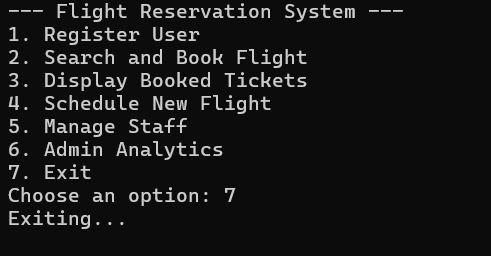 --- Flight Reservation System ---
1. Register User
2. Search and Book Flight
3. Display Booked Tickets
4. Schedule New Flight
5. Manage Staff
6. Admin Analytics
7. Exit
Choose an option: 7
Exiting...